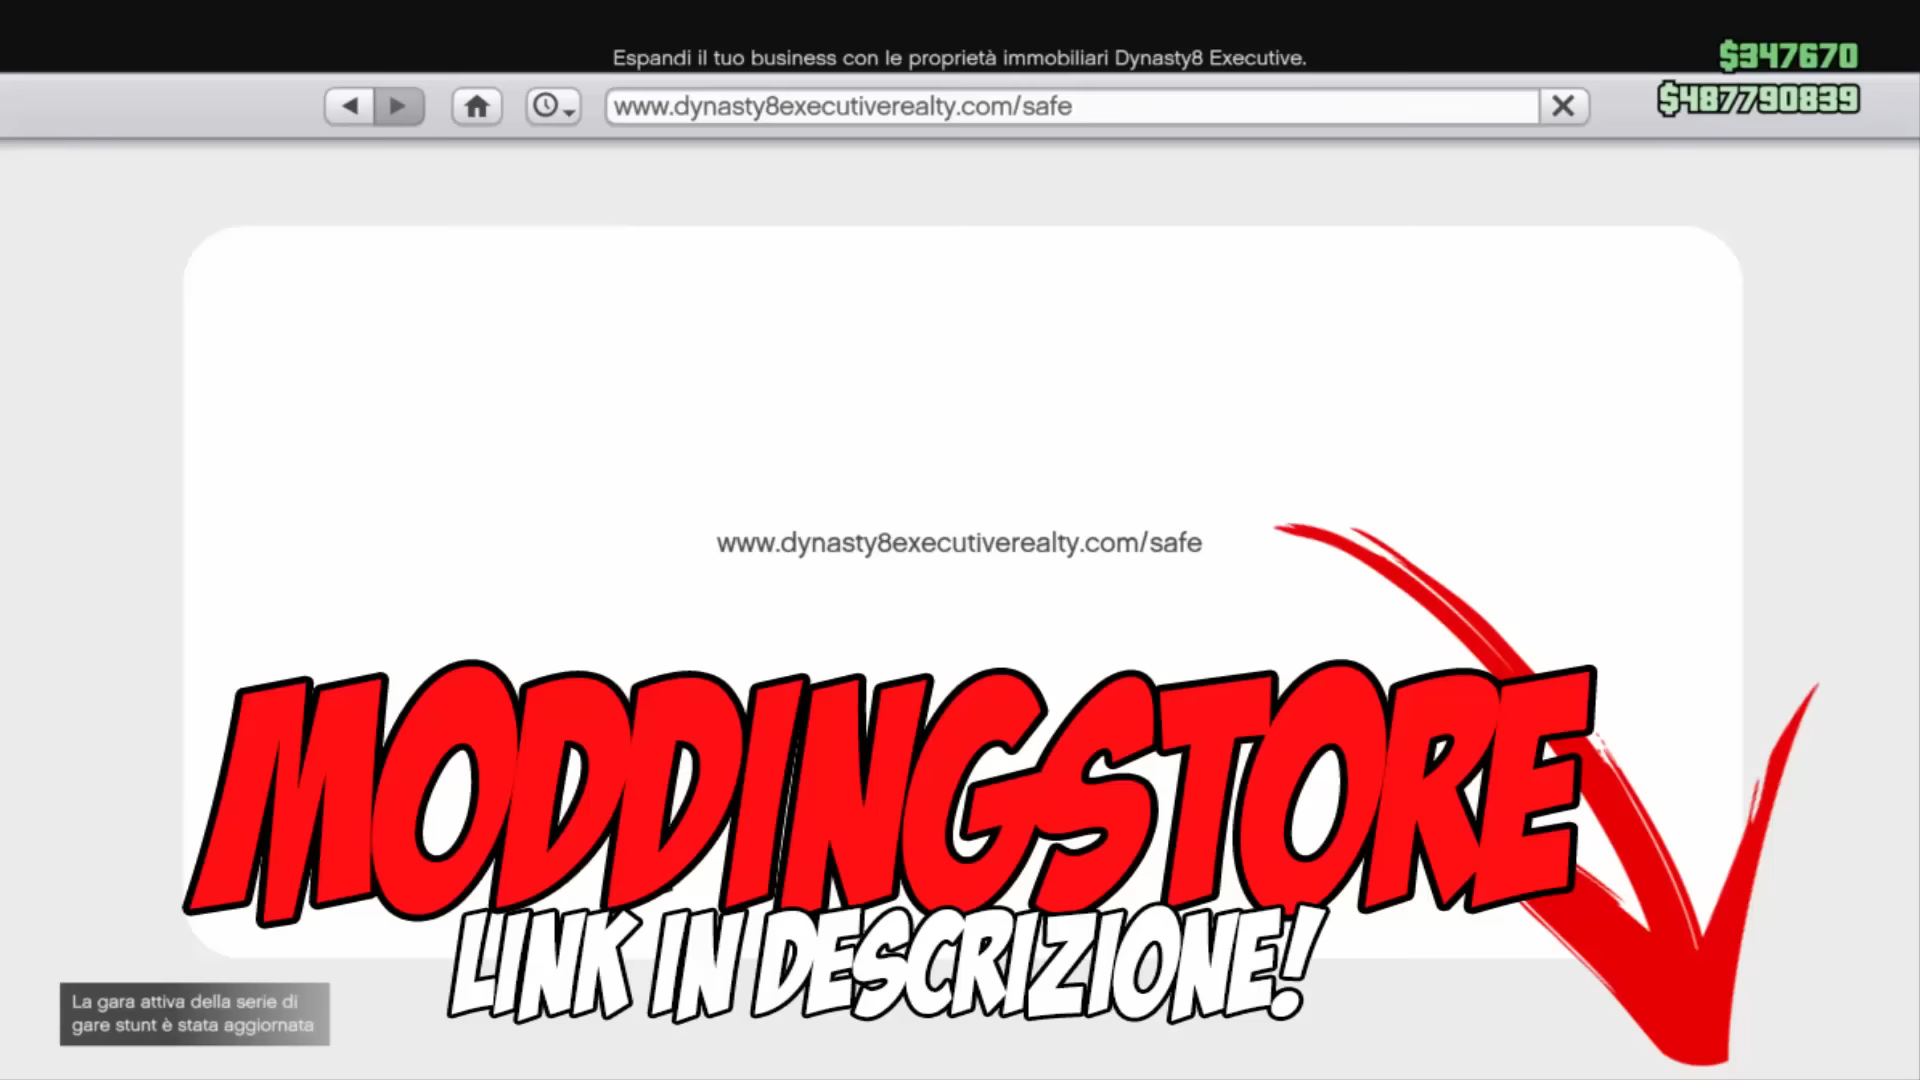 Espandi il tuo business con le proprietà immobiliari Dynasty8 Executive.
$347670
www.dynasty8executiverealty.com/safe
$487790839
www.dynasty8executiverealty.com/safe
MODDINGSTORE
LINK IN DESCRIZIONE!
La gara attiva della serie di
gare stunt è stata aggiornata